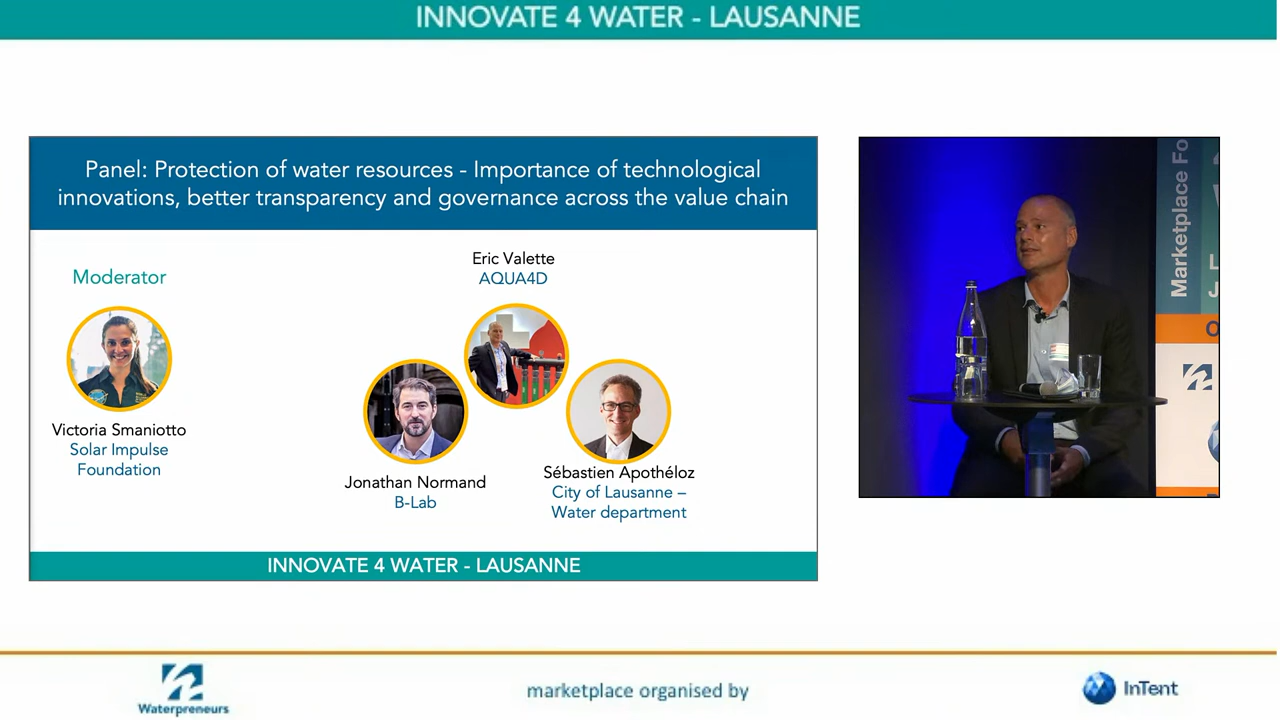 INNOVATE 4 WATER - LAUSANNE
Panel: Protection of water resources - Importance of technological
innovations, better transparency and governance across the value chain
Moderator
Victoria Smaniotto
Solar Impulse
Foundation
Eric Valette
AQUA4D
Jonathan Normand
B-Lab
Sébastien Apothéloz
City of Lausanne –
Water department
INNOVATE 4 WATER - LAUSANNE
Marketplace Fo
L
J
O
Waterpreneurs
marketplace organised by
InTent